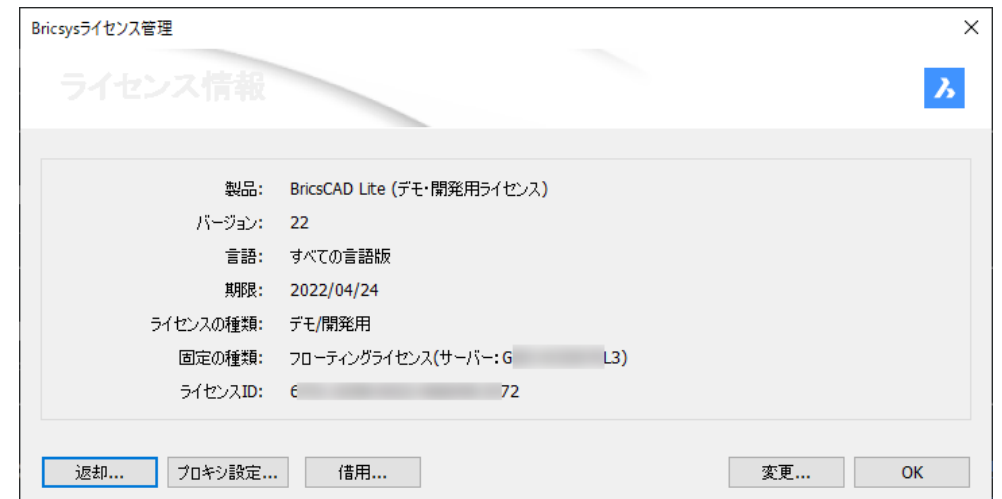 Bricsysライセンス管理
ライセンス情報
製品: BricsCAD Lite (デモ・開発用ライセンス)
バージョン: 22
言語: すべての言語版
期限: 2022/04/24
ライセンスの種類: デモ/開発用
固定の種類: フローティングライセンス(サーバー: G L3)
ライセンスID: 6 72
返却... プロキシ設定... 借用... 変更... OK